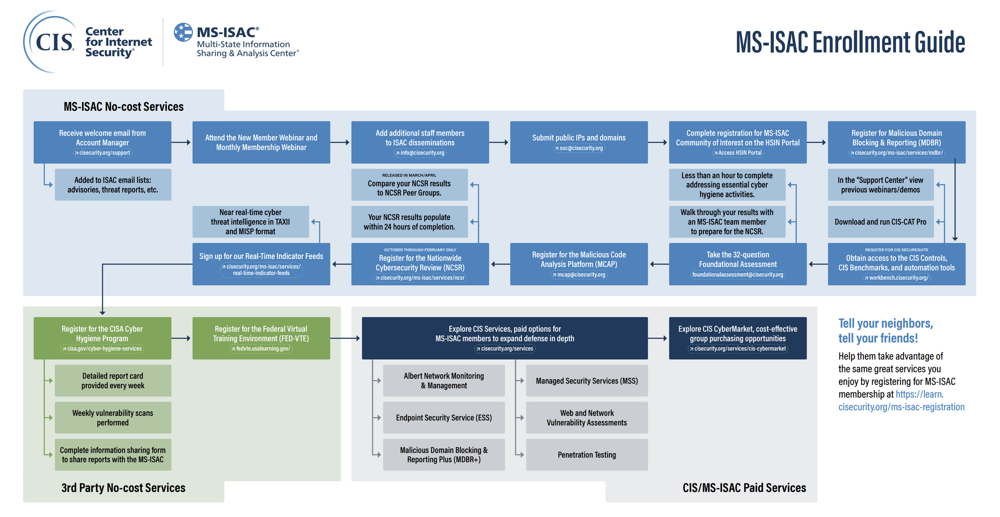 CIS®
Center
for Internet
Security®
MS-ISAC®
Multi-State Information
Sharing & Analysis Center®
MS-ISAC Enrollment Guide
MS-ISAC No-cost Services
Receive welcome email from
Account Manager
cisecurity.org/support
Attend the New Member Webinar and
Monthly Membership Webinar
Add additional staff members
to ISAC disseminations
info@cisecurity.org
Submit public IPs and domains
soc@cisecurity.org
Complete registration for MS-ISAC
Community of Interest on the HSIN Portal
Access HSIN Portal
Register for Malicious Domain
Blocking & Reporting (MDBR)
cisecurity.org/ms-isac/services/mdbr/
Added to ISAC email lists:
advisories, threat reports, etc.
RELEASED IN MARCH/APRIL
Compare your NCSR results
to NCSR Peer Groups.
Less than an hour to complete
addressing essential cyber
hygiene activities.
In the “Support Center” view
previous webinars/demos
Near real-time cyber
threat intelligence in TAXII
and MISP format
Your NCSR results populate
within 24 hours of completion.
Walk through your results with
an MS-ISAC team member
to prepare for the NCSR.
Download and run CIS-CAT Pro
Sign up for our Real-Time Indicator Feeds
cisecurity.org/ms-isac/services/
real-time-indicator-feeds
OCTOBER THROUGH FEBRUARY ONLY
Register for the Nationwide
Cybersecurity Review (NCSR)
cisecurity.org/ms-isac/services/ncsr
Register for the Malicious Code
Analysis Platform (MCAP)
mcap@cisecurity.org
Take the 32-question
Foundational Assessment
foundationalassessment@cisecurity.org
REGISTER FOR CIS SECURESUITE
Obtain access to the CIS Controls,
CIS Benchmarks, and automation tools
workbench.cisecurity.org/
Register for the CISA Cyber
Hygiene Program
cisa.gov/cyber-hygiene-services
Register for the Federal Virtual
Training Environment (FED-VTE)
fedvte.usalearning.gov/
Explore CIS Services, paid options for
MS-ISAC members to expand defense in depth
cisecurity.org/services
Explore CIS CyberMarket, cost-effective
group purchasing opportunities
cisecurity.org/services/cis-cybermarket
Detailed report card
provided every week
Weekly vulnerability scans
performed
Complete information sharing form
to share reports with the MS-ISAC
3rd Party No-cost Services
Albert Network Monitoring
& Management
Managed Security Services (MSS)
Endpoint Security Service (ESS)
Web and Network
Vulnerability Assessments
Malicious Domain Blocking &
Reporting Plus (MDBR+)
Penetration Testing
CIS/MS-ISAC Paid Services
Tell your neighbors,
tell your friends!
Help them take advantage of
the same great services you
enjoy by registering for MS-ISAC
membership at https://learn.
cisecurity.org/ms-isac-registration